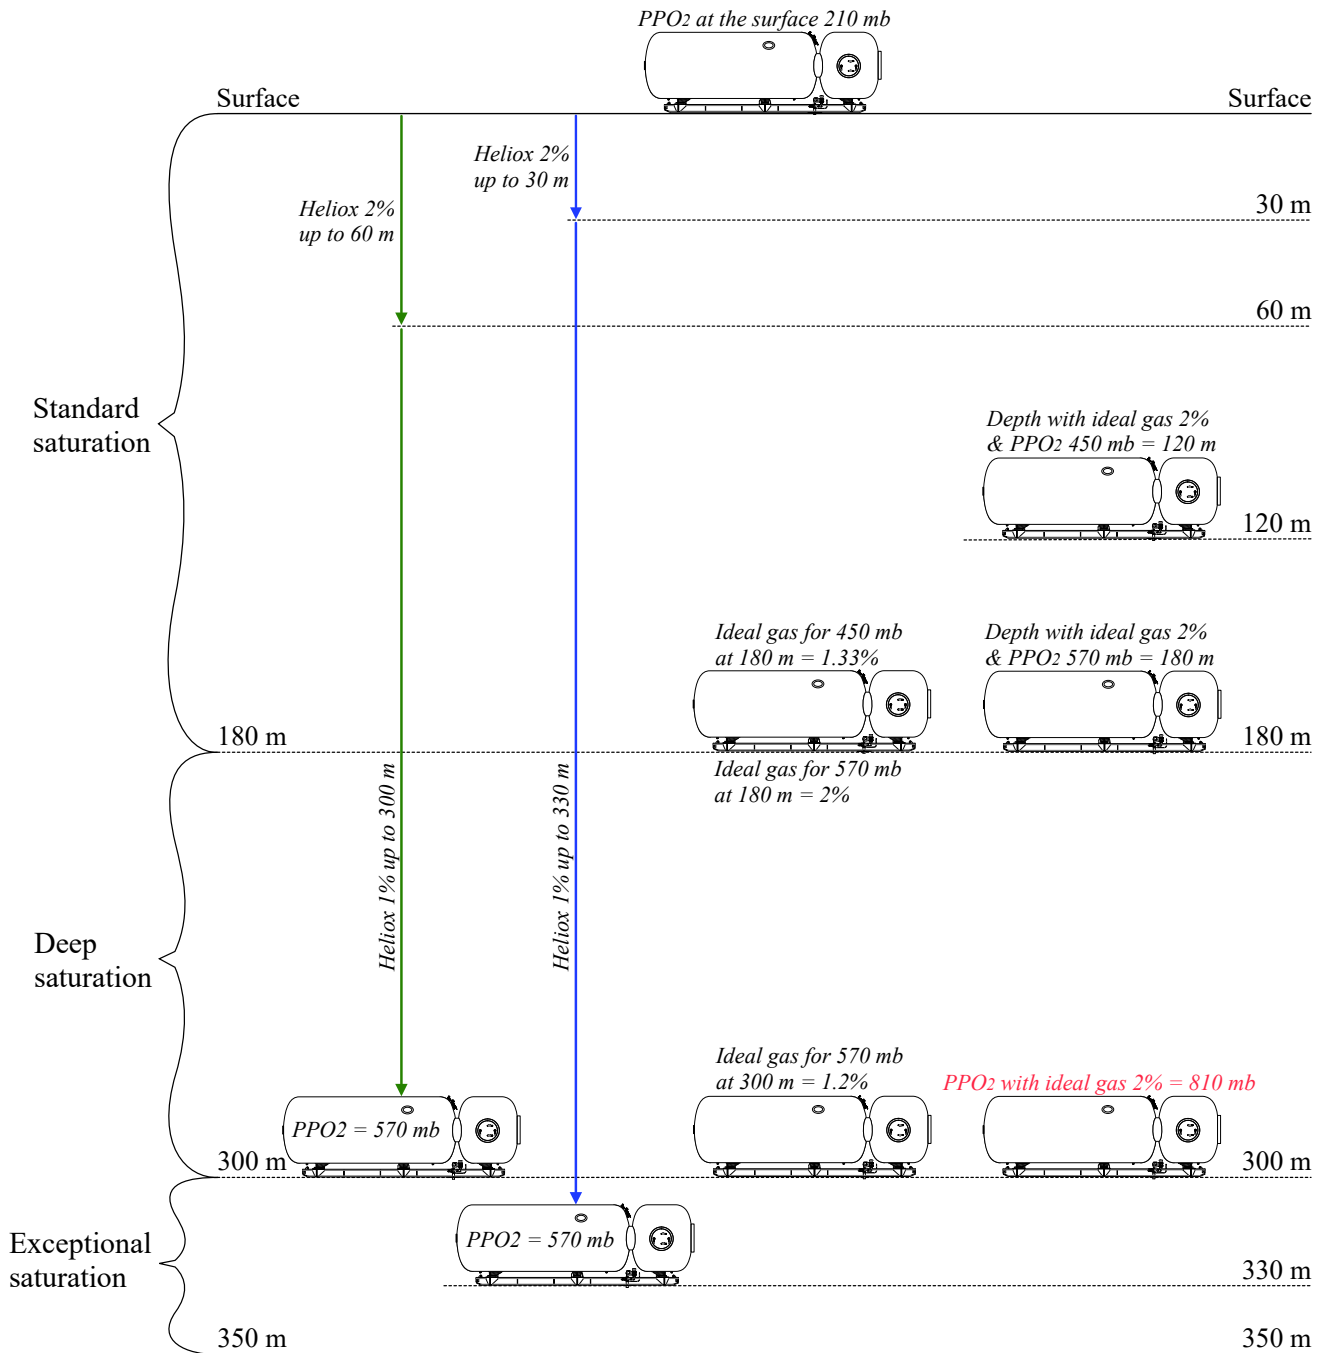 PPO2 at the surface 210 mb
Surface
Surface
Heliox 2%
up to 30 m
Heliox 2%
up to 60 m
30 m
60 m
Standard
saturation
Depth with ideal gas 2%
& PPO2 450 mb = 120 m
120 m
Ideal gas for 450 mb
at 180 m = 1.33%
Depth with ideal gas 2%
& PPO2 570 mb = 180 m
180 m
180 m
Ideal gas for 570 mb
at 180 m = 2%
Heliox 1% up to 300 m
Heliox 1% up to 330 m
Deep
saturation
Ideal gas for 570 mb
at 300 m = 1.2%
PPO2 with ideal gas 2% = 810 mb
PPO2 = 570 mb
300 m
300 m
Exceptional
saturation
PPO2 = 570 mb
330 m
350 m
350 m